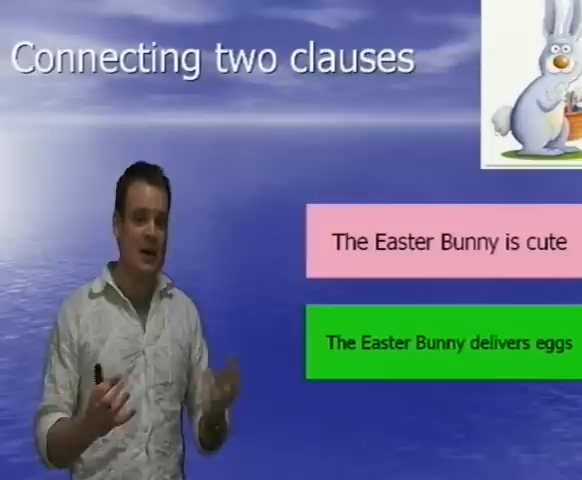 Connecting two clauses
The Easter Bunny is cute
The Easter Bunny delivers eggs